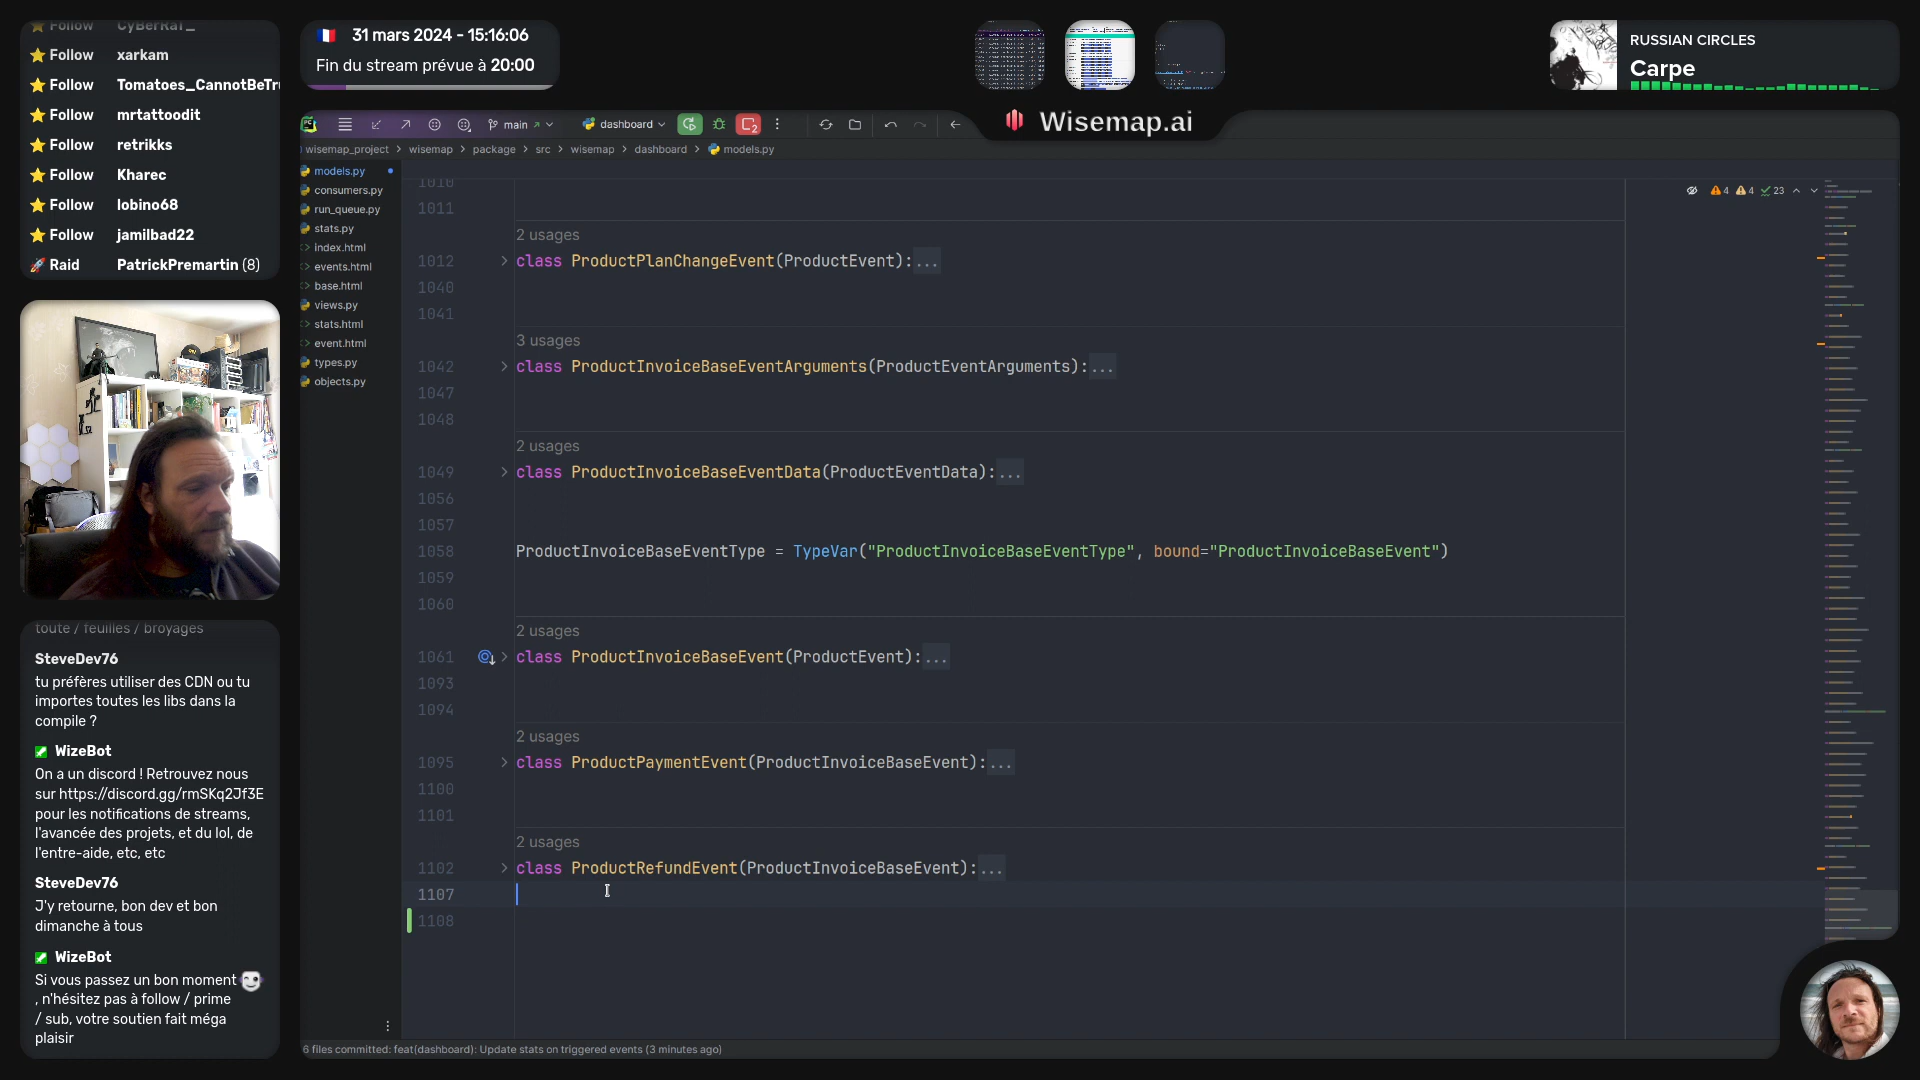 Follow CyBerRaT_
Follow xarkam
Follow Tomatoes_CannotBeTr
Follow mrtattoodit
Follow retrikks
Follow Kharec
Follow lobino68
Follow jamilbad22
Raid PatrickPremartin (8)
31 mars 2024 - 15:16:06
Fin du stream prévue à 20:00
RUSSIAN CIRCLES
Carpe
Wisemap.ai
main
dashboard
wisemap_project > wisemap > package > src > wisemap > dashboard > models.py
models.py
consumers.py
run_queue.py
stats.py
index.html
events.html
base.html
views.py
stats.html
event.html
types.py
objects.py
4 4 23
1010
1011
2 usages
1012 class ProductPlanChangeEvent(ProductEvent):...
1040
1041
3 usages
1042 class ProductInvoiceBaseEventArguments(ProductEventArguments):...
1047
1048
2 usages
1049 class ProductInvoiceBaseEventData(ProductEventData):...
1056
1057
1058 ProductInvoiceBaseEventType = TypeVar("ProductInvoiceBaseEventType", bound="ProductInvoiceBaseEvent")
1059
1060
2 usages
1061 class ProductInvoiceBaseEvent(ProductEvent):...
1093
1094
2 usages
1095 class ProductPaymentEvent(ProductInvoiceBaseEvent):...
1100
1101
2 usages
1102 class ProductRefundEvent(ProductInvoiceBaseEvent):...
1107
1108
toute / feuilles / broyages
SteveDev76
tu préfères utiliser des CDN ou tu
importes toutes les libs dans la
compile ?
WizeBot
On a un discord ! Retrouvez nous
sur https://discord.gg/rmSKq2Jf3E
pour les notifications de streams,
l'avancée des projets, et du lol, de
l'entre-aide, etc, etc
SteveDev76
J'y retourne, bon dev et bon
dimanche à tous
WizeBot
Si vous passez un bon moment
, n'hésitez pas à follow / prime
/ sub, votre soutien fait méga
plaisir
6 files committed: feat(dashboard): Update stats on triggered events (3 minutes ago)